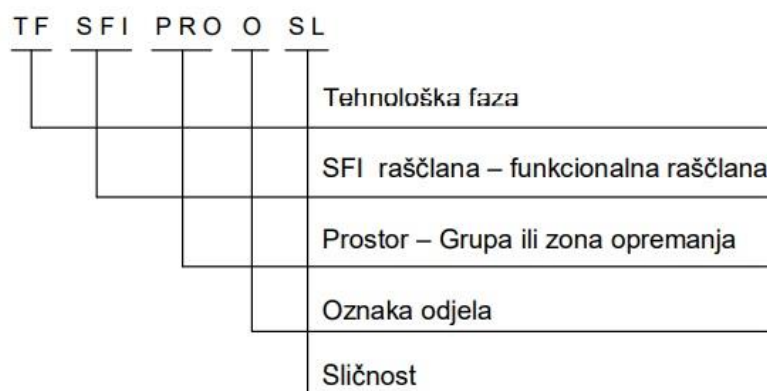 TF SFI PRO O SL
Tehnološka faza
SFI raščlana – funkcionalna raščlana
Prostor – Grupa ili zona opremanja
Oznaka odjela
Sličnost